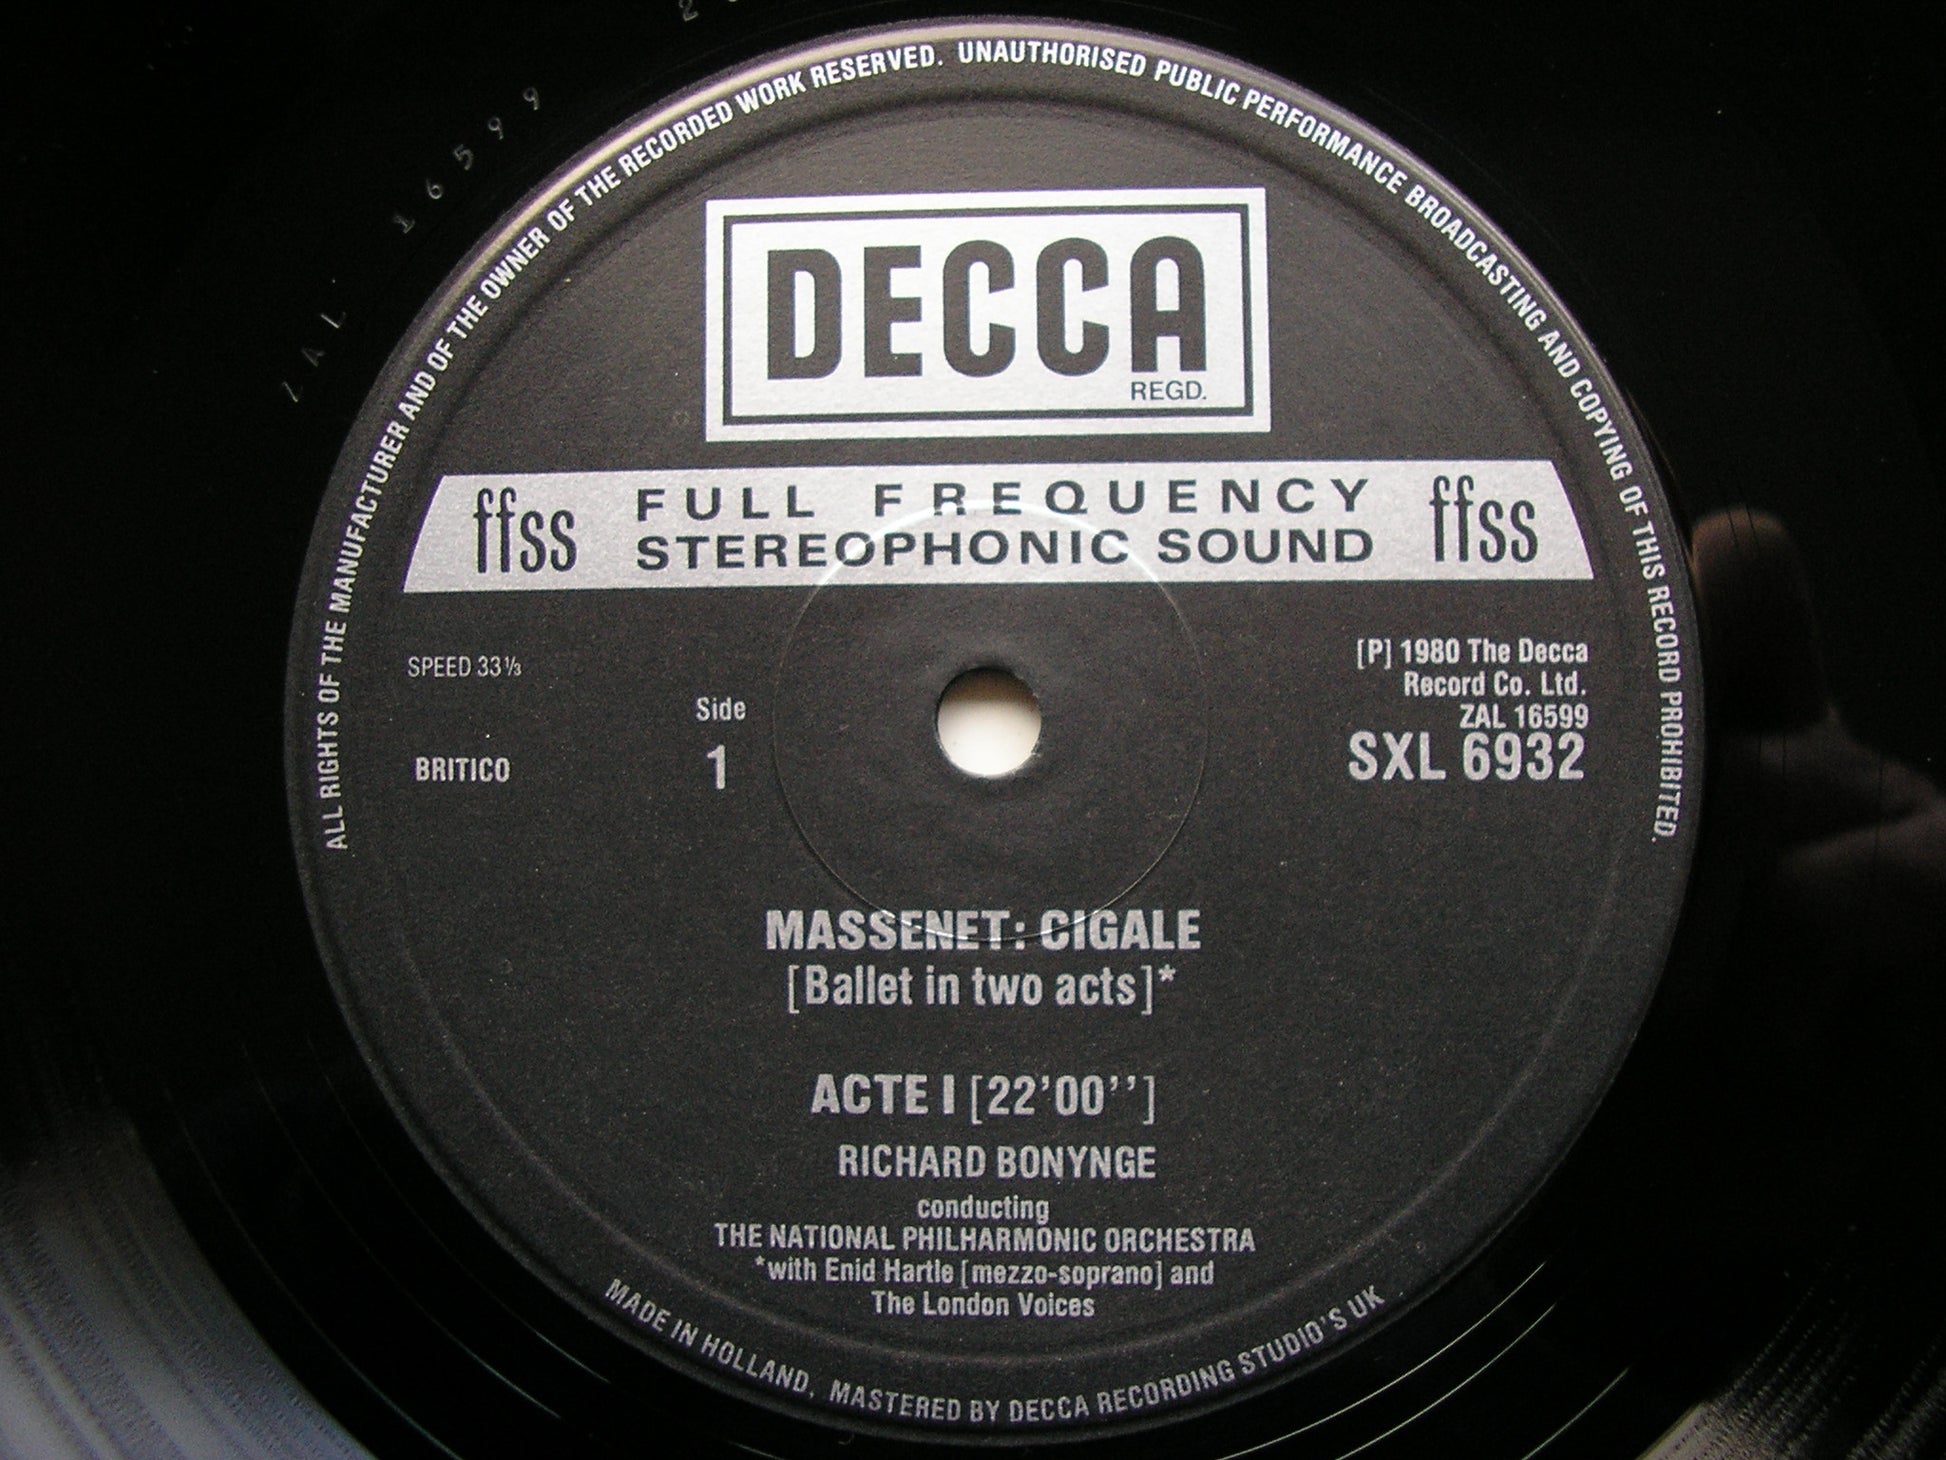 ALL RIGHTS OF THE MANUFACTURER AND OF THE OWNER OF THE RECORDED WORK RESERVED. UNAUTHORISED PUBLIC PERFORMANCE BROADCASTING AND COPYING OF THIS RECORD PROHIBITED.
ZAL 16599
DECCA
REGD.
ffss FULL FREQUENCY STEREOPHONIC SOUND ffss
SPEED 33⅓
Side
1
BRITICO
[P] 1980 The Decca
Record Co. Ltd.
ZAL 16599
SXL 6932
MASSENET: CIGALE
[Ballet in two acts]*
ACTE I [22'00'']
RICHARD BONYNGE
conducting
THE NATIONAL PHILHARMONIC ORCHESTRA
*with Enid Hartle [mezzo-soprano] and
The London Voices
MADE IN HOLLAND. MASTERED BY DECCA RECORDING STUDIO'S UK